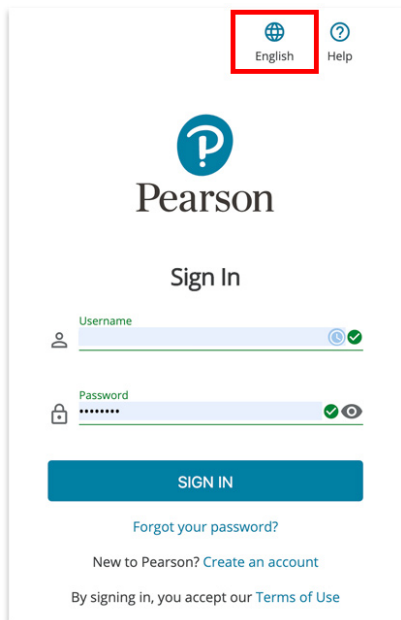 English Help
Pearson
Sign In
Username
Password
••••••••
SIGN IN
Forgot your password?
New to Pearson? Create an account
By signing in, you accept our Terms of Use